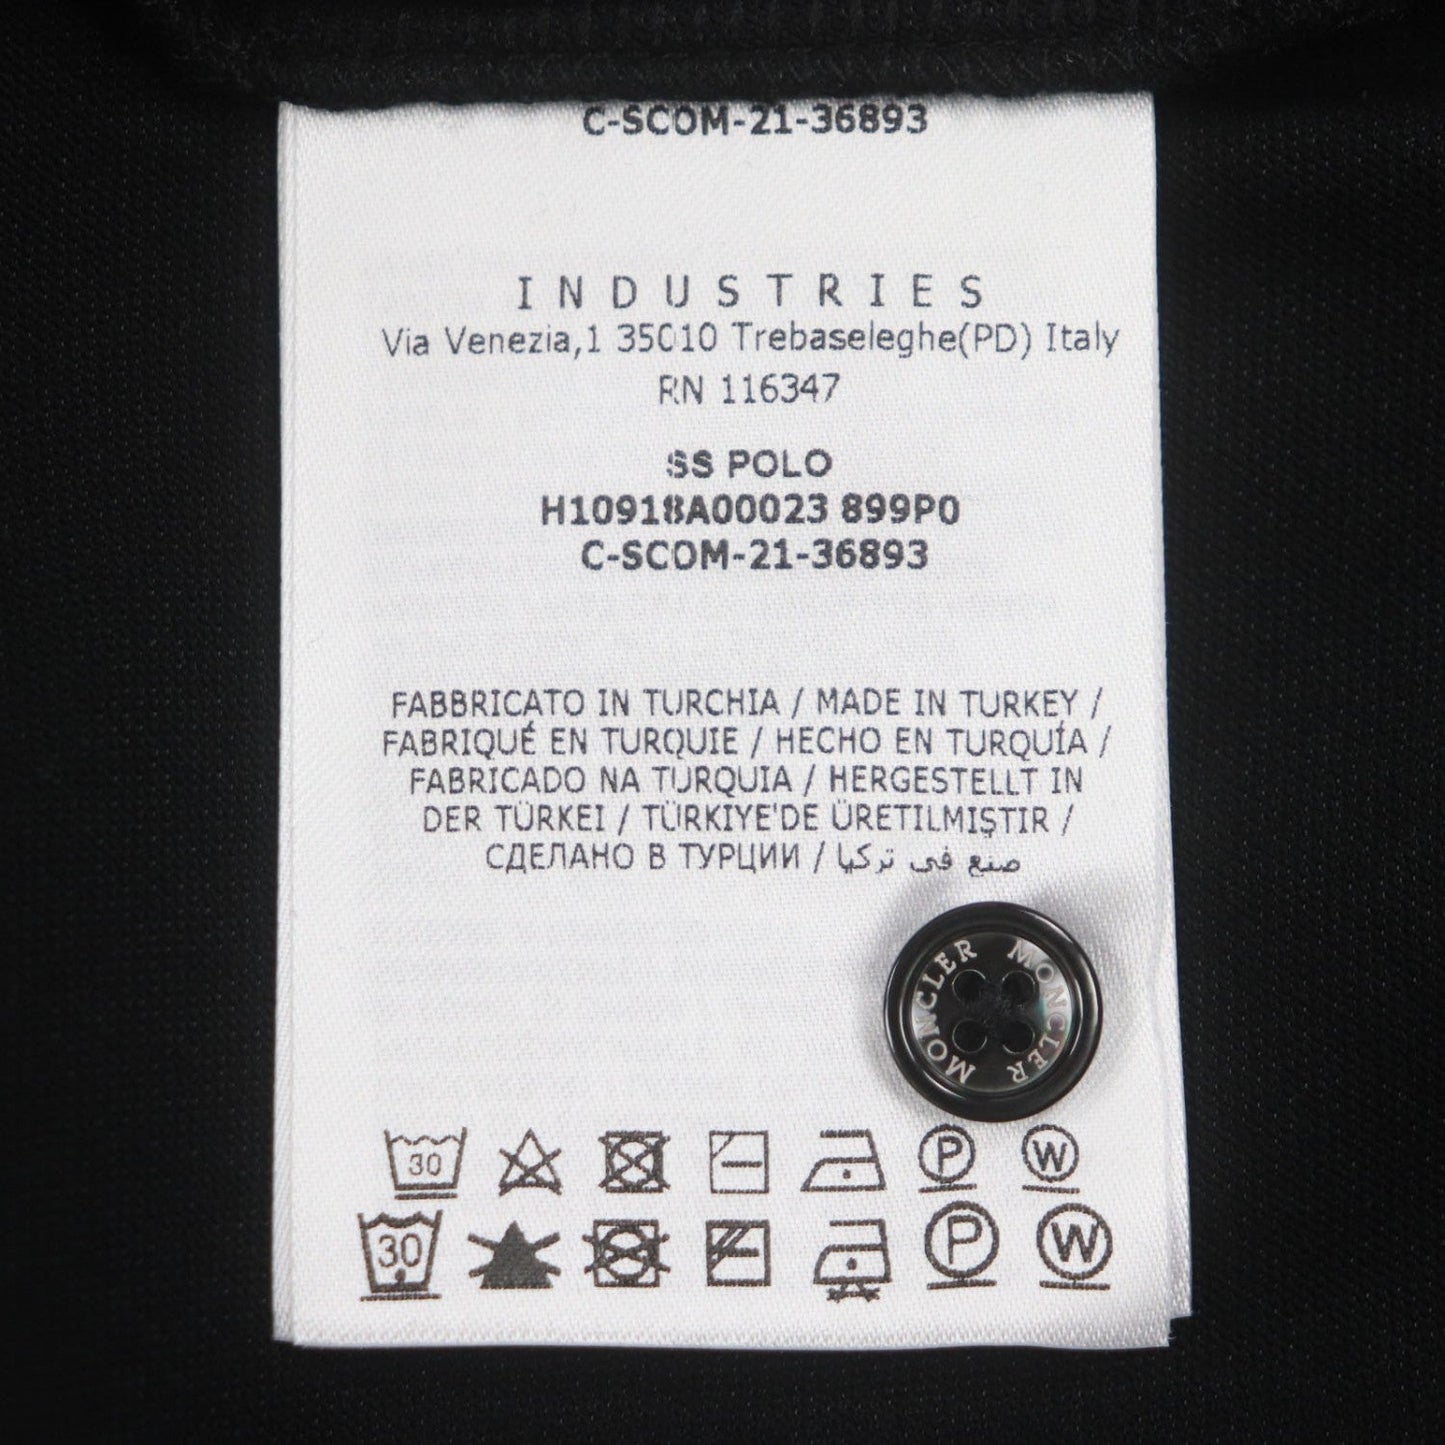 C-SCOM-21-36893
INDUSTRIES
Via Venezia,1 35010 Trebaseleghe(PD) Italy
RN 116347
SS POLO
H10918A00023 899P0
C-SCOM-21-36893
FABBRICATO IN TURCHIA / MADE IN TURKEY /
FABRIQUÉ EN TURQUIE / HECHO EN TURQUÍA /
FABRICADO NA TURQUIA / HERGESTELLT IN
DER TÜRKEI / TÜRKIYE'DE ÜRETILMIŞTIR /
СДЕЛАНО В ТУРЦИИ / صنع في تركيا
MONCLER MONCLER
30 P W
30 P W